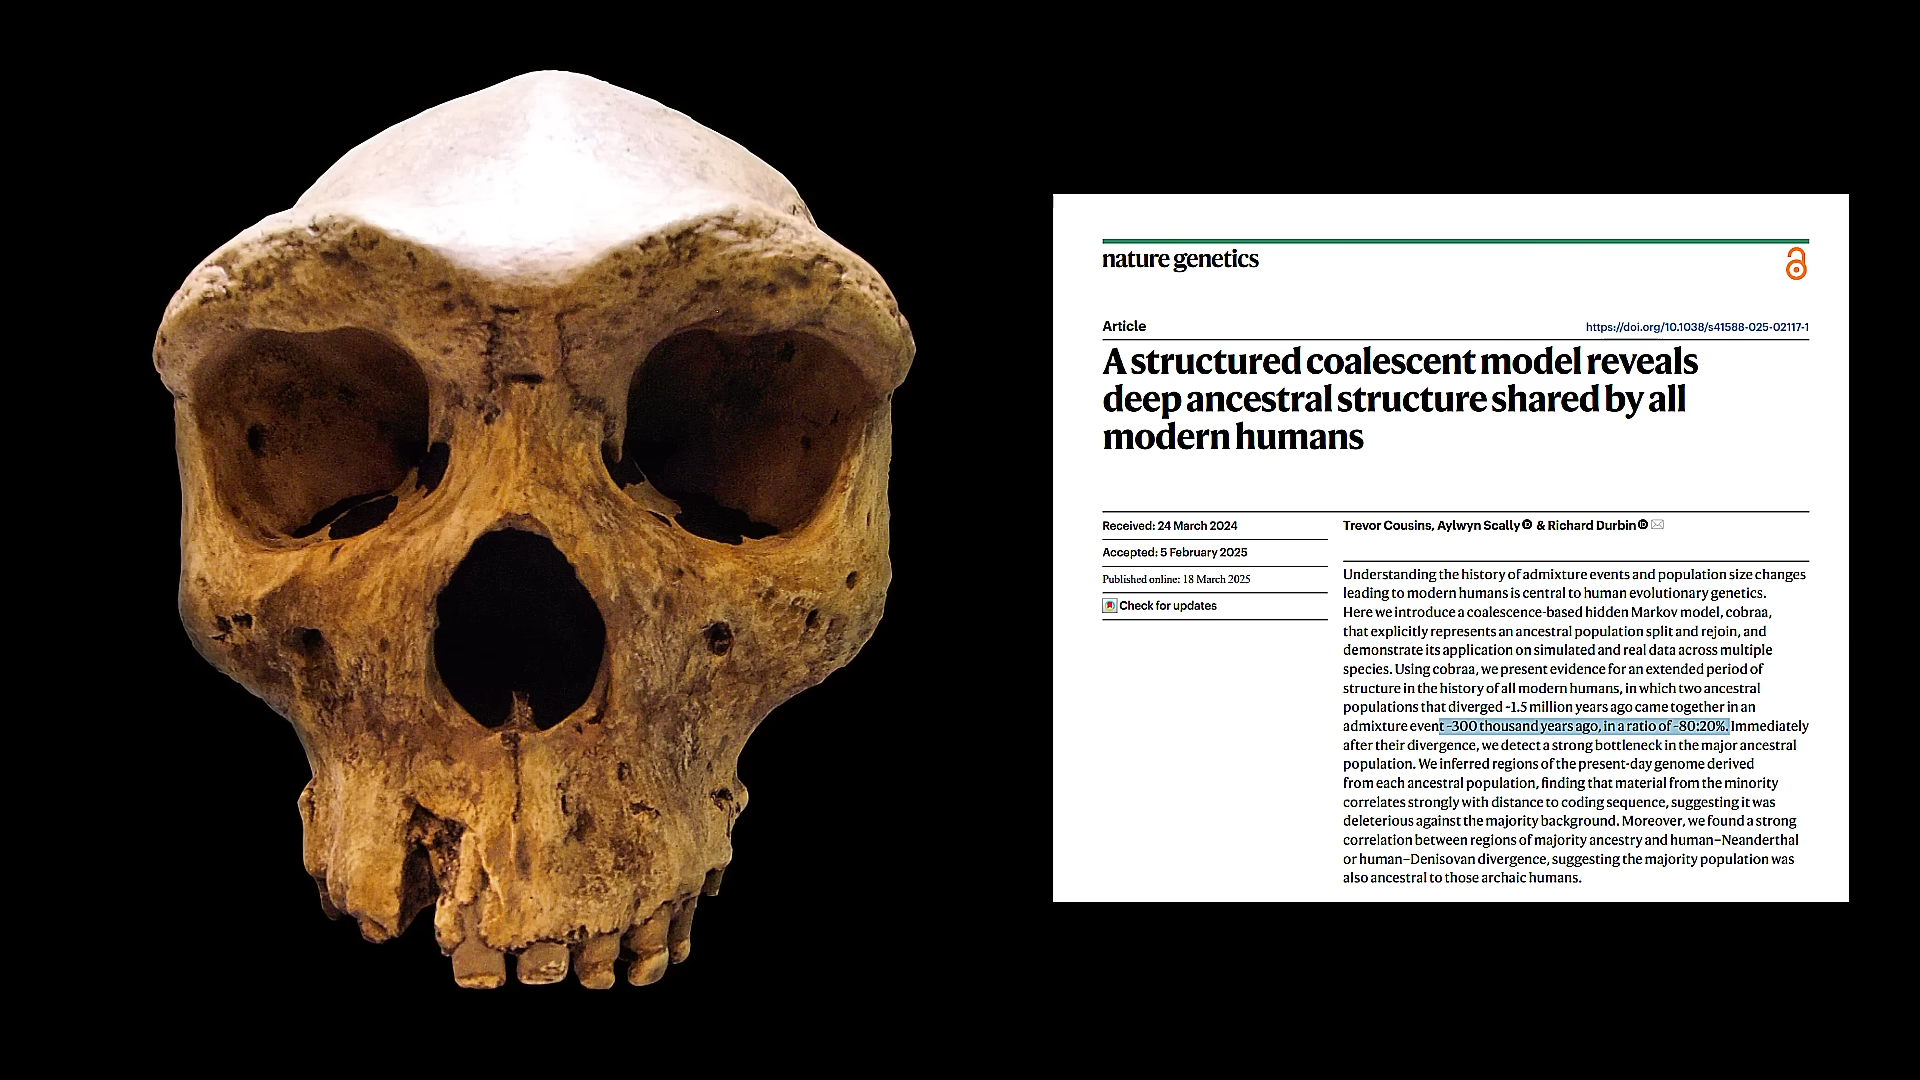 nature genetics
Article
https://doi.org/10.1038/s41588-025-02117-1
A structured coalescent model reveals
deep ancestral structure shared by all
modern humans
Received: 24 March 2024
Accepted: 5 February 2025
Published online: 18 March 2025
Check for updates
Trevor Cousins, Aylwyn Scally & Richard Durbin
Understanding the history of admixture events and population size changes
leading to modern humans is central to human evolutionary genetics.
Here we introduce a coalescence-based hidden Markov model, cobraa,
that explicitly represents an ancestral population split and rejoin, and
demonstrate its application on simulated and real data across multiple
species. Using cobraa, we present evidence for an extended period of
structure in the history of all modern humans, in which two ancestral
populations that diverged ~1.5 million years ago came together in an
admixture event ~300 thousand years ago, in a ratio of ~80:20%. Immediately
after their divergence, we detect a strong bottleneck in the major ancestral
population. We inferred regions of the present-day genome derived
from each ancestral population, finding that material from the minority
correlates strongly with distance to coding sequence, suggesting it was
deleterious against the majority background. Moreover, we found a strong
correlation between regions of majority ancestry and human–Neanderthal
or human–Denisovan divergence, suggesting the majority population was
also ancestral to those archaic humans.